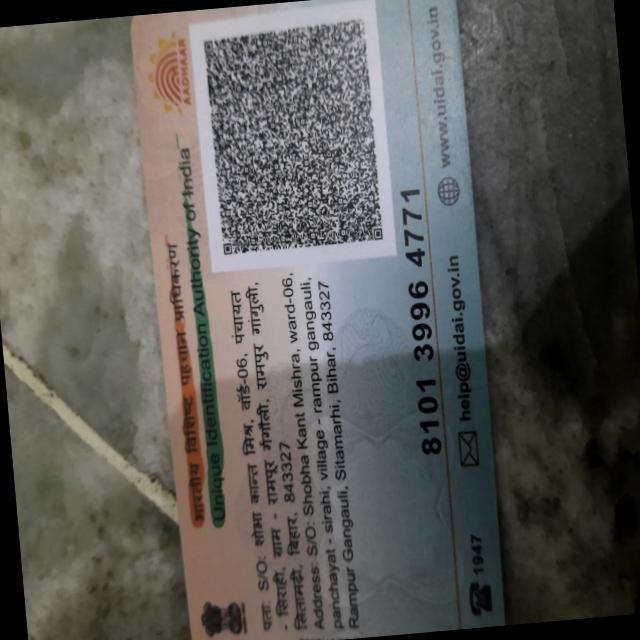 भारतीय विशिष्ट पहचान प्राधिकरण
Unique Identification Authority of India
AADHAAR
पता: S/O: शोभा कान्त मिश्र, वॉर्ड-06, पंचायत
- सिरही, ग्राम - रामपुर गंगौली, रामपुर गांगुली,
सितामढ़ी, बिहार, 843327
Address: S/O: Shobha Kant Mishra, ward-06,
panchayat - sirahi, village - rampur gangauli,
Rampur Gangauli, Sitamarhi, Bihar, 843327
8101 3996 4771
1947
help@uidai.gov.in
www.uidai.gov.in